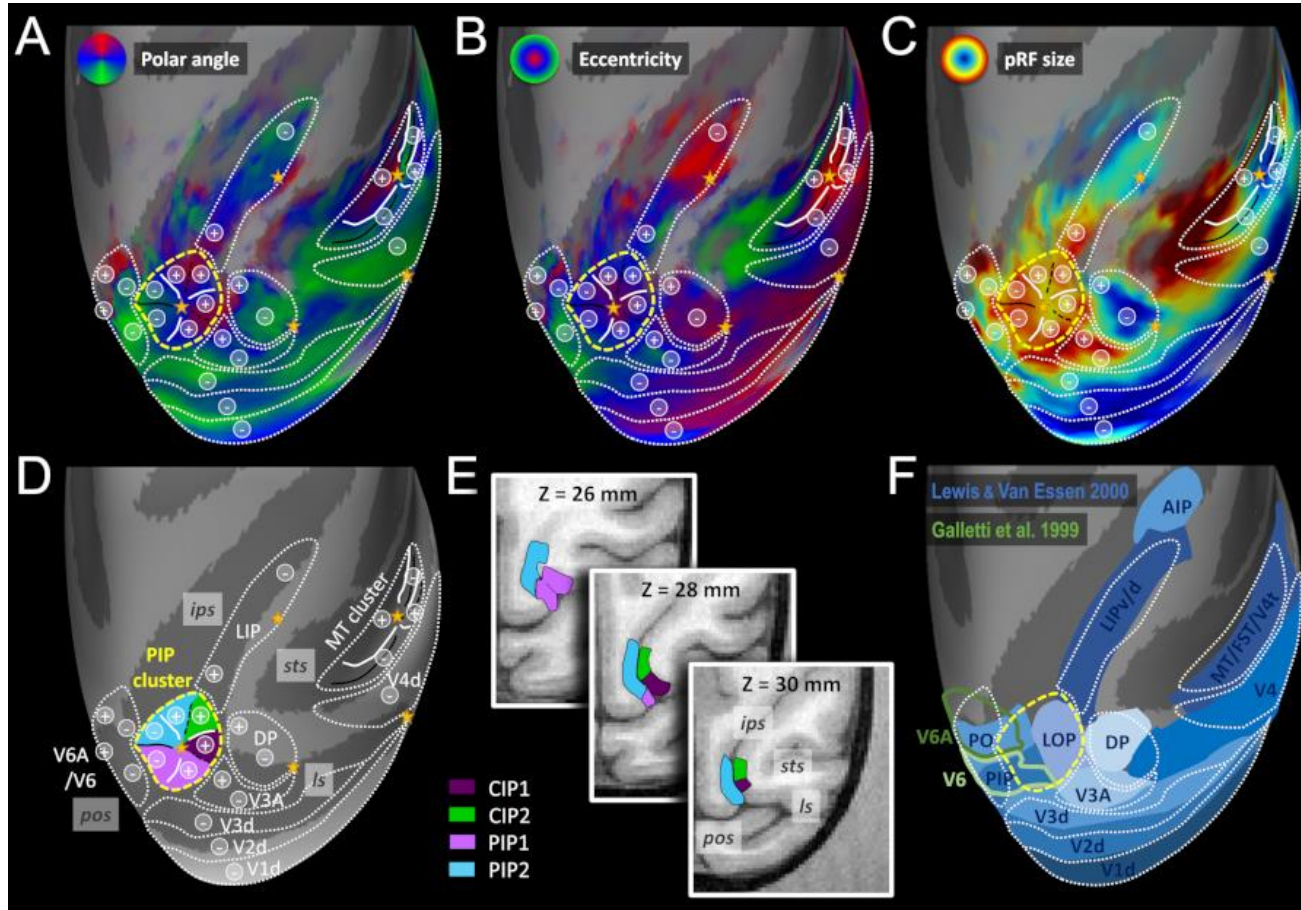 A
Polar angle
B
Eccentricity
C
pRF size
D
ips
LIP
sts
MT cluster
PIP
cluster
V4d
V6A
/V6
DP
ls
pos
V3A
V3d
V2d
V1d
E
Z = 26 mm
Z = 28 mm
Z = 30 mm
ips
sts
ls
pos
CIP1
CIP2
PIP1
PIP2
F
Lewis & Van Essen 2000
Galletti et al. 1999
AIP
LIPv/d
MT/FST/V4t
V4
V6A
PO
LOP
DP
V6
PIP
V3A
V3d
V2d
V1d